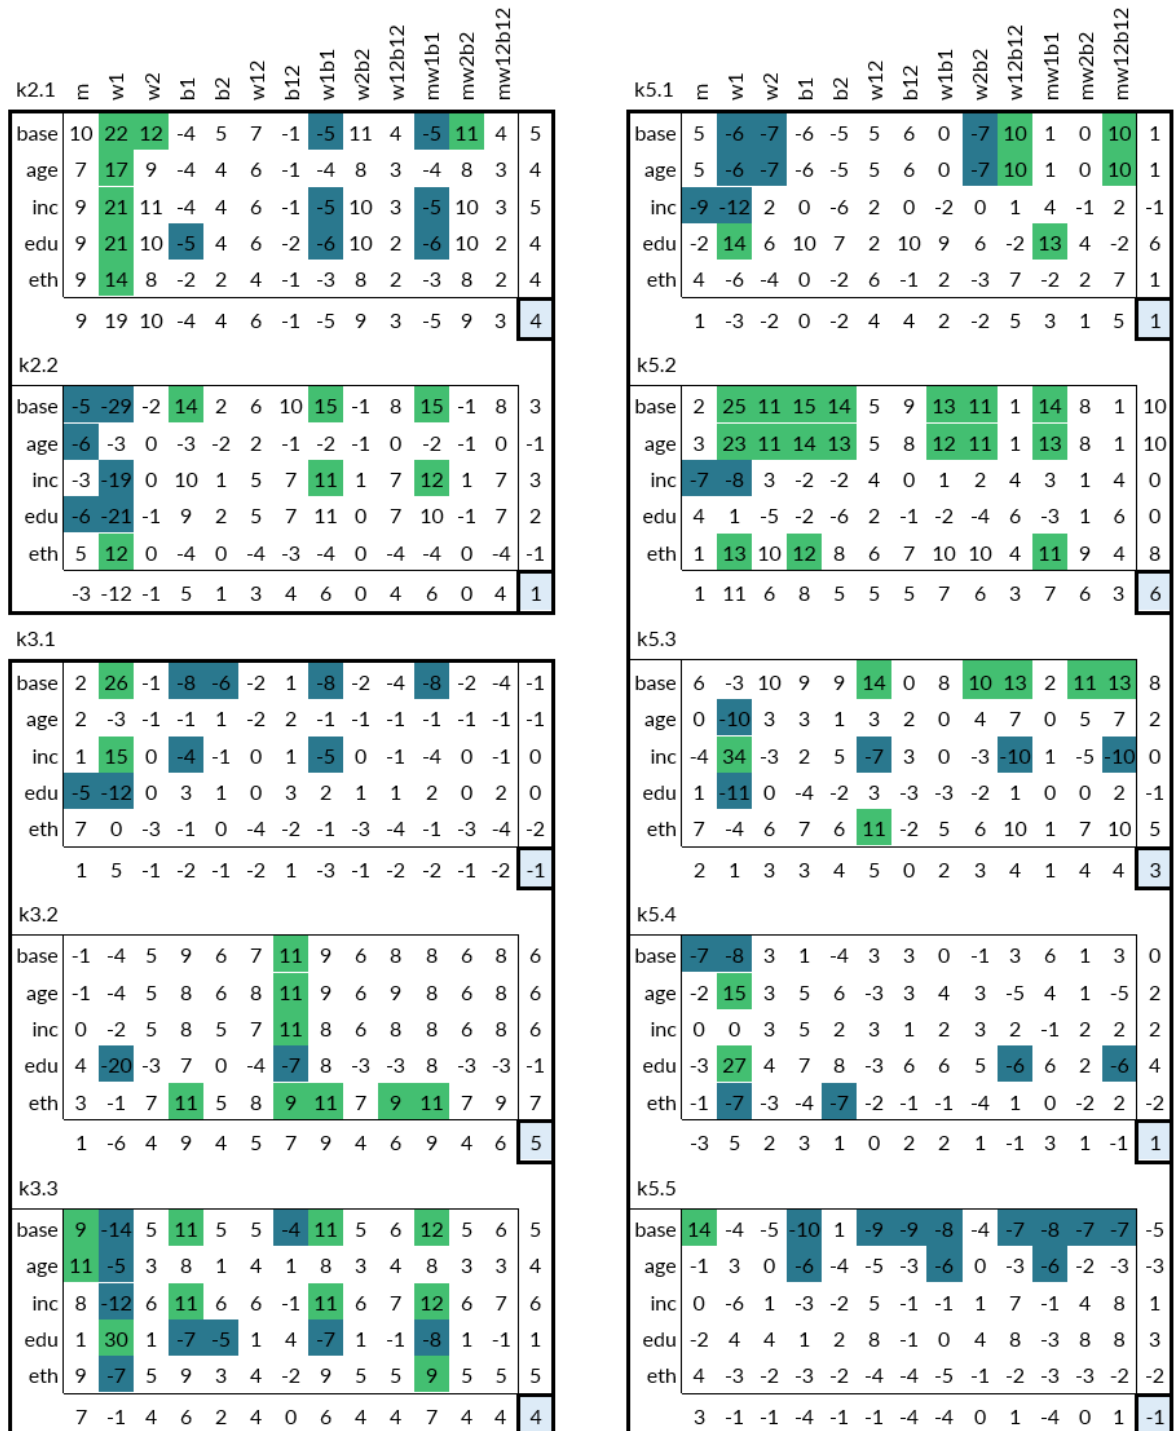 k2.1 m w1 w2 b1 b2 w12 b12 w1b1 w2b2 w12b12 mw1b1 mw2b2 mw12b12
base 10 22 12 -4 5 7 -1 -5 11 4 -5 11 4 5
age 7 17 9 -4 4 6 -1 -4 8 3 -4 8 3 4
inc 9 21 11 -4 4 6 -1 -5 10 3 -5 10 3 5
edu 9 21 10 -5 4 6 -2 -6 10 2 -6 10 2 4
eth 9 14 8 -2 2 4 -1 -3 8 2 -3 8 2 4
9 19 10 -4 4 6 -1 -5 9 3 -5 9 3 4
k2.2
base -5 -29 -2 14 2 6 10 15 -1 8 15 -1 8 3
age -6 -3 0 -3 -2 2 -1 -2 -1 0 -2 -1 0 -1
inc -3 -19 0 10 1 5 7 11 1 7 12 1 7 3
edu -6 -21 -1 9 2 5 7 11 0 7 10 -1 7 2
eth 5 12 0 -4 0 -4 -3 -4 0 -4 -4 0 -4 -1
-3 -12 -1 5 1 3 4 6 0 4 6 0 4 1
k3.1
base 2 26 -1 -8 -6 -2 1 -8 -2 -4 -8 -2 -4 -1
age 2 -3 -1 -1 1 -2 2 -1 -1 -1 -1 -1 -1 -1
inc 1 15 0 -4 -1 0 1 -5 0 -1 -4 0 -1 0
edu -5 -12 0 3 1 0 3 2 1 1 2 0 2 0
eth 7 0 -3 -1 0 -4 -2 -1 -3 -4 -1 -3 -4 -2
1 5 -1 -2 -1 -2 1 -3 -1 -2 -2 -1 -2 -1
k3.2
base -1 -4 5 9 6 7 11 9 6 8 8 6 8 6
age -1 -4 5 8 6 8 11 9 6 9 8 6 8 6
inc 0 -2 5 8 5 7 11 8 6 8 8 6 8 6
edu 4 -20 -3 7 0 -4 -7 8 -3 -3 8 -3 -3 -1
eth 3 -1 7 11 5 8 9 11 7 9 11 7 9 7
1 -6 4 9 4 5 7 9 4 6 9 4 6 5
k3.3
base 9 -14 5 11 5 5 -4 11 5 6 12 5 6 5
age 11 -5 3 8 1 4 1 8 3 4 8 3 3 4
inc 8 -12 6 11 6 6 -1 11 6 7 12 6 7 6
edu 1 30 1 -7 -5 1 4 -7 1 -1 -8 1 -1 1
eth 9 -7 5 9 3 4 -2 9 5 5 9 5 5 5
7 -1 4 6 2 4 0 6 4 4 7 4 4 4
k5.1 m w1 w2 b1 b2 w12 b12 w1b1 w2b2 w12b12 mw1b1 mw2b2 mw12b12
base 5 -6 -7 -6 -5 5 6 0 -7 10 1 0 10 1
age 5 -6 -7 -6 -5 5 6 0 -7 10 1 0 10 1
inc -9 -12 2 0 -6 2 0 -2 0 1 4 -1 2 -1
edu -2 14 6 10 7 2 10 9 6 -2 13 4 -2 6
eth 4 -6 -4 0 -2 6 -1 2 -3 7 -2 2 7 1
1 -3 -2 0 -2 4 4 2 -2 5 3 1 5 1
k5.2
base 2 25 11 15 14 5 9 13 11 1 14 8 1 10
age 3 23 11 14 13 5 8 12 11 1 13 8 1 10
inc -7 -8 3 -2 -2 4 0 1 2 4 3 1 4 0
edu 4 1 -5 -2 -6 2 -1 -2 -4 6 -3 1 6 0
eth 1 13 10 12 8 6 7 10 10 4 11 9 4 8
1 11 6 8 5 5 5 7 6 3 7 6 3 6
k5.3
base 6 -3 10 9 9 14 0 8 10 13 2 11 13 8
age 0 -10 3 3 1 3 2 0 4 7 0 5 7 2
inc -4 34 -3 2 5 -7 3 0 -3 -10 1 -5 -10 0
edu 1 -11 0 -4 -2 3 -3 -3 -2 1 0 0 2 -1
eth 7 -4 6 7 6 11 -2 5 6 10 1 7 10 5
2 1 3 3 4 5 0 2 3 4 1 4 4 3
k5.4
base -7 -8 3 1 -4 3 3 0 -1 3 6 1 3 0
age -2 15 3 5 6 -3 3 4 3 -5 4 1 -5 2
inc 0 0 3 5 2 3 1 2 3 2 -1 2 2 2
edu -3 27 4 7 8 -3 6 6 5 -6 6 2 -6 4
eth -1 -7 -3 -4 -7 -2 -1 -1 -4 1 0 -2 2 -2
-3 5 2 3 1 0 2 2 1 -1 3 1 -1 1
k5.5
base 14 -4 -5 -10 1 -9 -9 -8 -4 -7 -8 -7 -7 -5
age -1 3 0 -6 -4 -5 -3 -6 0 -3 -6 -2 -3 -3
inc 0 -6 1 -3 -2 5 -1 -1 1 7 -1 4 8 1
edu -2 4 4 1 2 8 -1 0 4 8 -3 8 8 3
eth 4 -3 -2 -3 -2 -4 -4 -5 -1 -2 -3 -3 -2 -2
3 -1 -1 -4 -1 -1 -4 -4 0 1 -4 0 1 -1